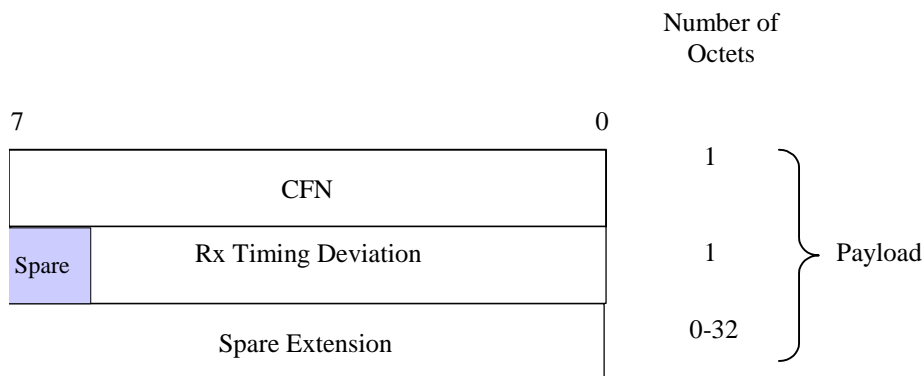 Number of
Octets
7 0
CFN 1
Spare Rx Timing Deviation 1 Payload
Spare Extension 0-32